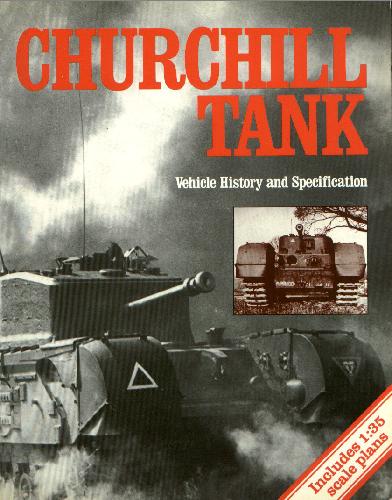 CHURCHILL
TANK
Vehicle History and Specification
Includes 1:35
scale plans